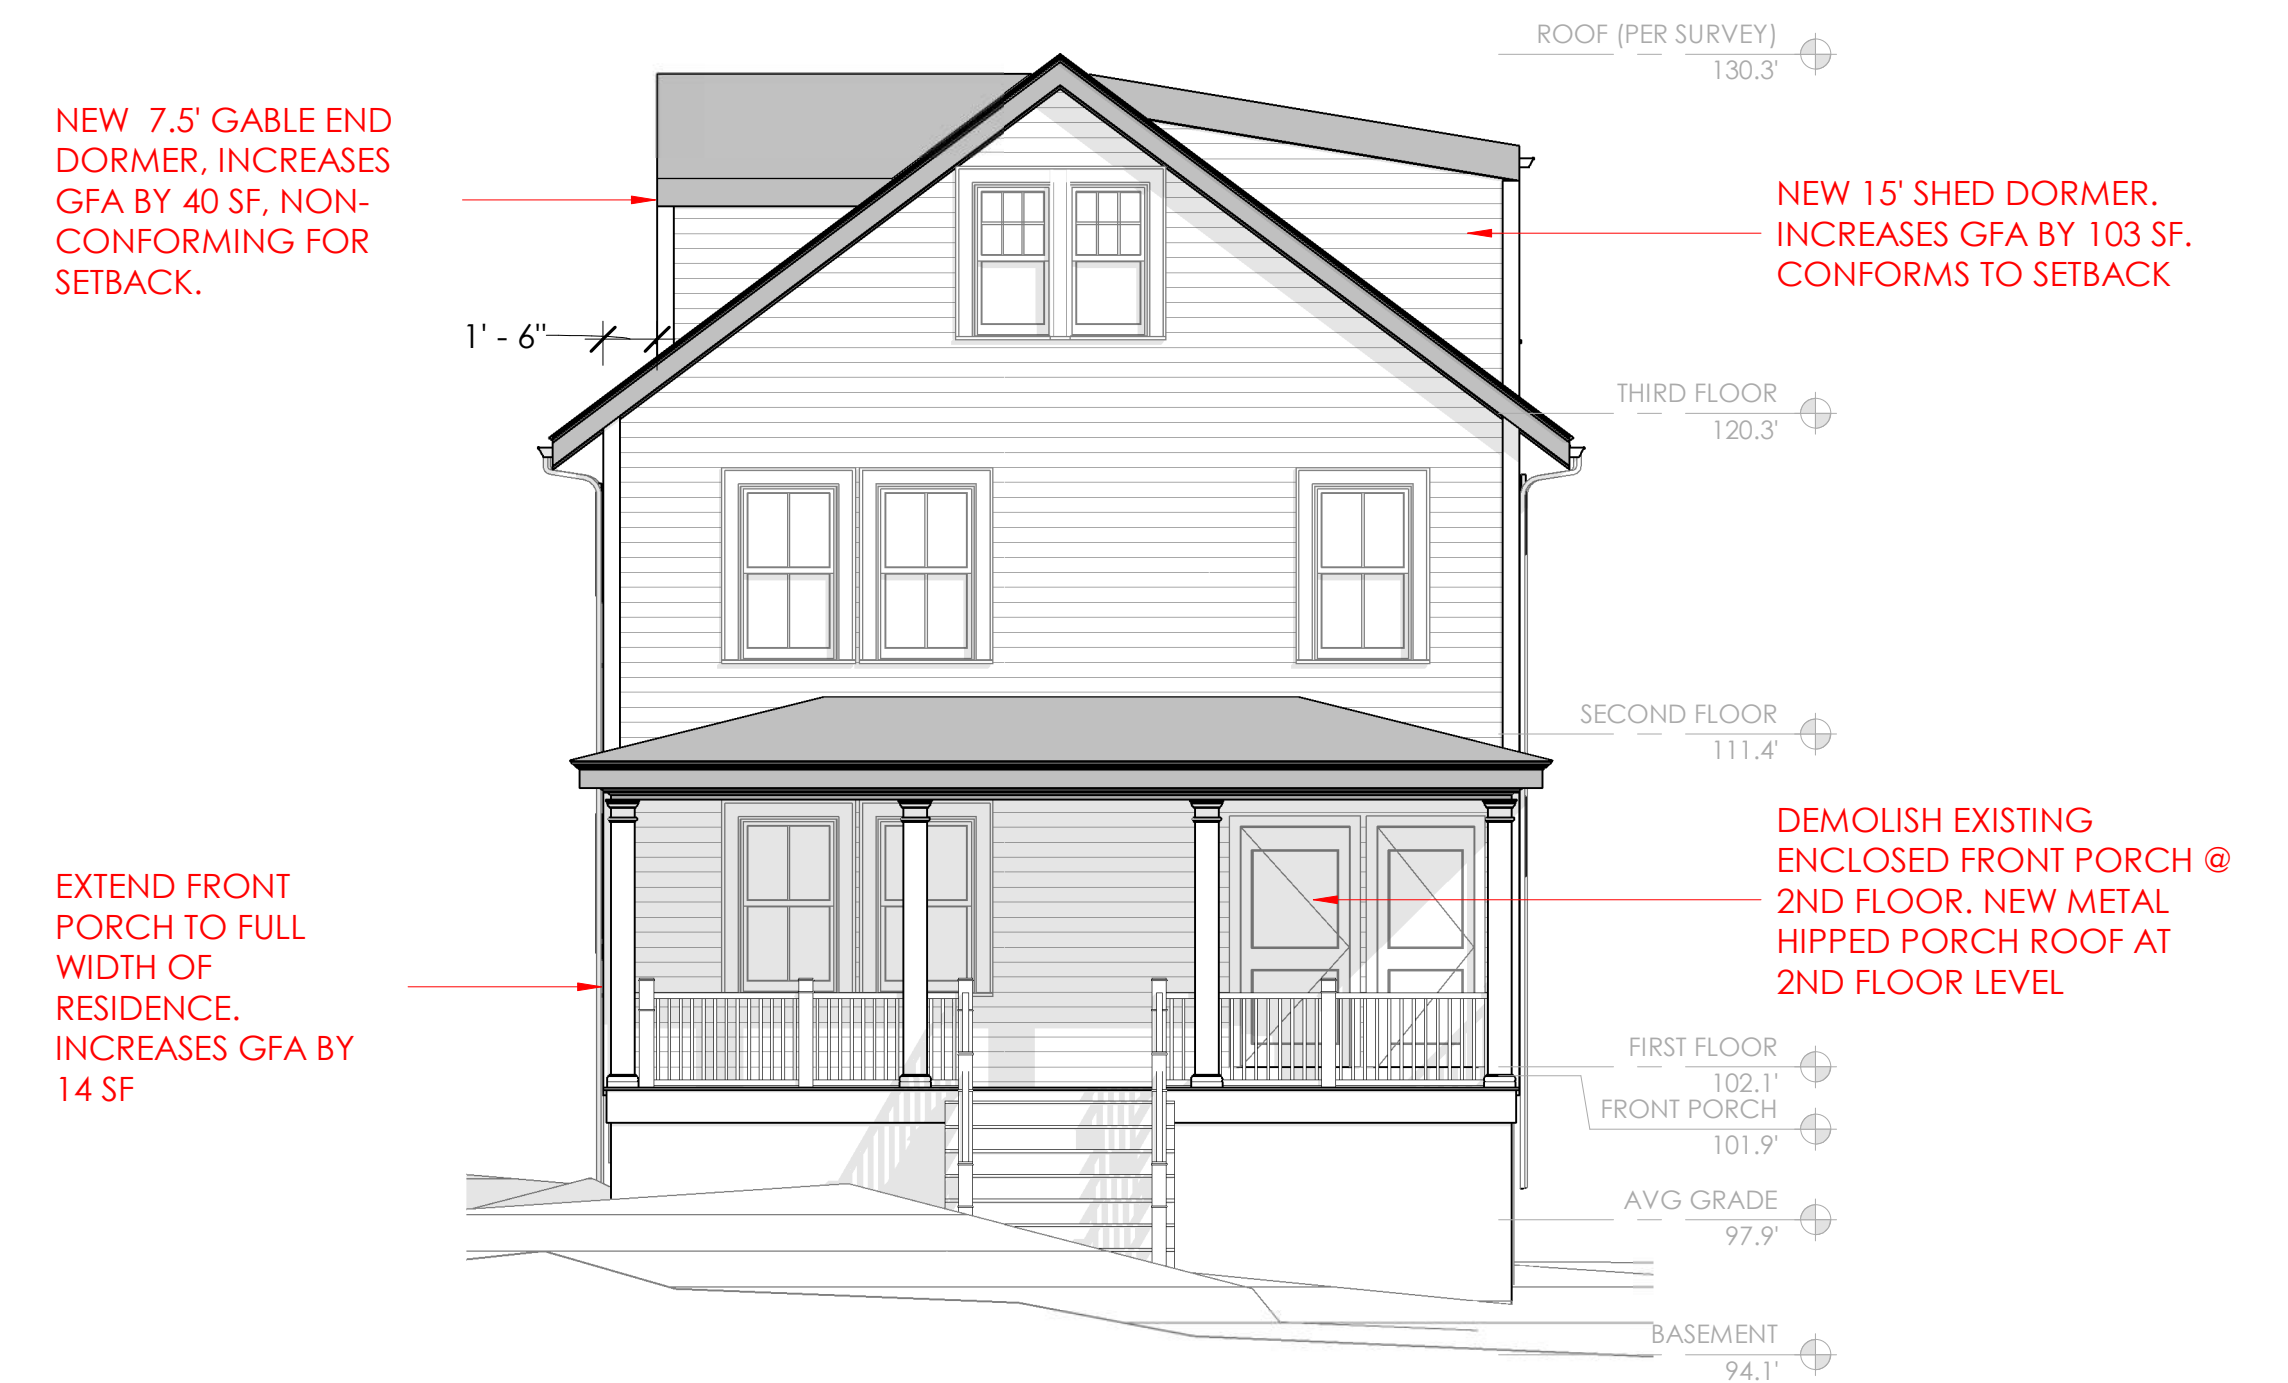 ROOF (PER SURVEY)
130.3'
NEW 7.5' GABLE END
DORMER, INCREASES
GFA BY 40 SF, NON-
CONFORMING FOR
SETBACK.
NEW 15' SHED DORMER.
INCREASES GFA BY 103 SF.
CONFORMS TO SETBACK
1' - 6"
THIRD FLOOR
120.3'
SECOND FLOOR
111.4'
DEMOLISH EXISTING
ENCLOSED FRONT PORCH @
2ND FLOOR. NEW METAL
HIPPED PORCH ROOF AT
2ND FLOOR LEVEL
EXTEND FRONT
PORCH TO FULL
WIDTH OF
RESIDENCE.
INCREASES GFA BY
14 SF
FIRST FLOOR
102.1'
FRONT PORCH
101.9'
AVG GRADE
97.9'
BASEMENT
94.1'